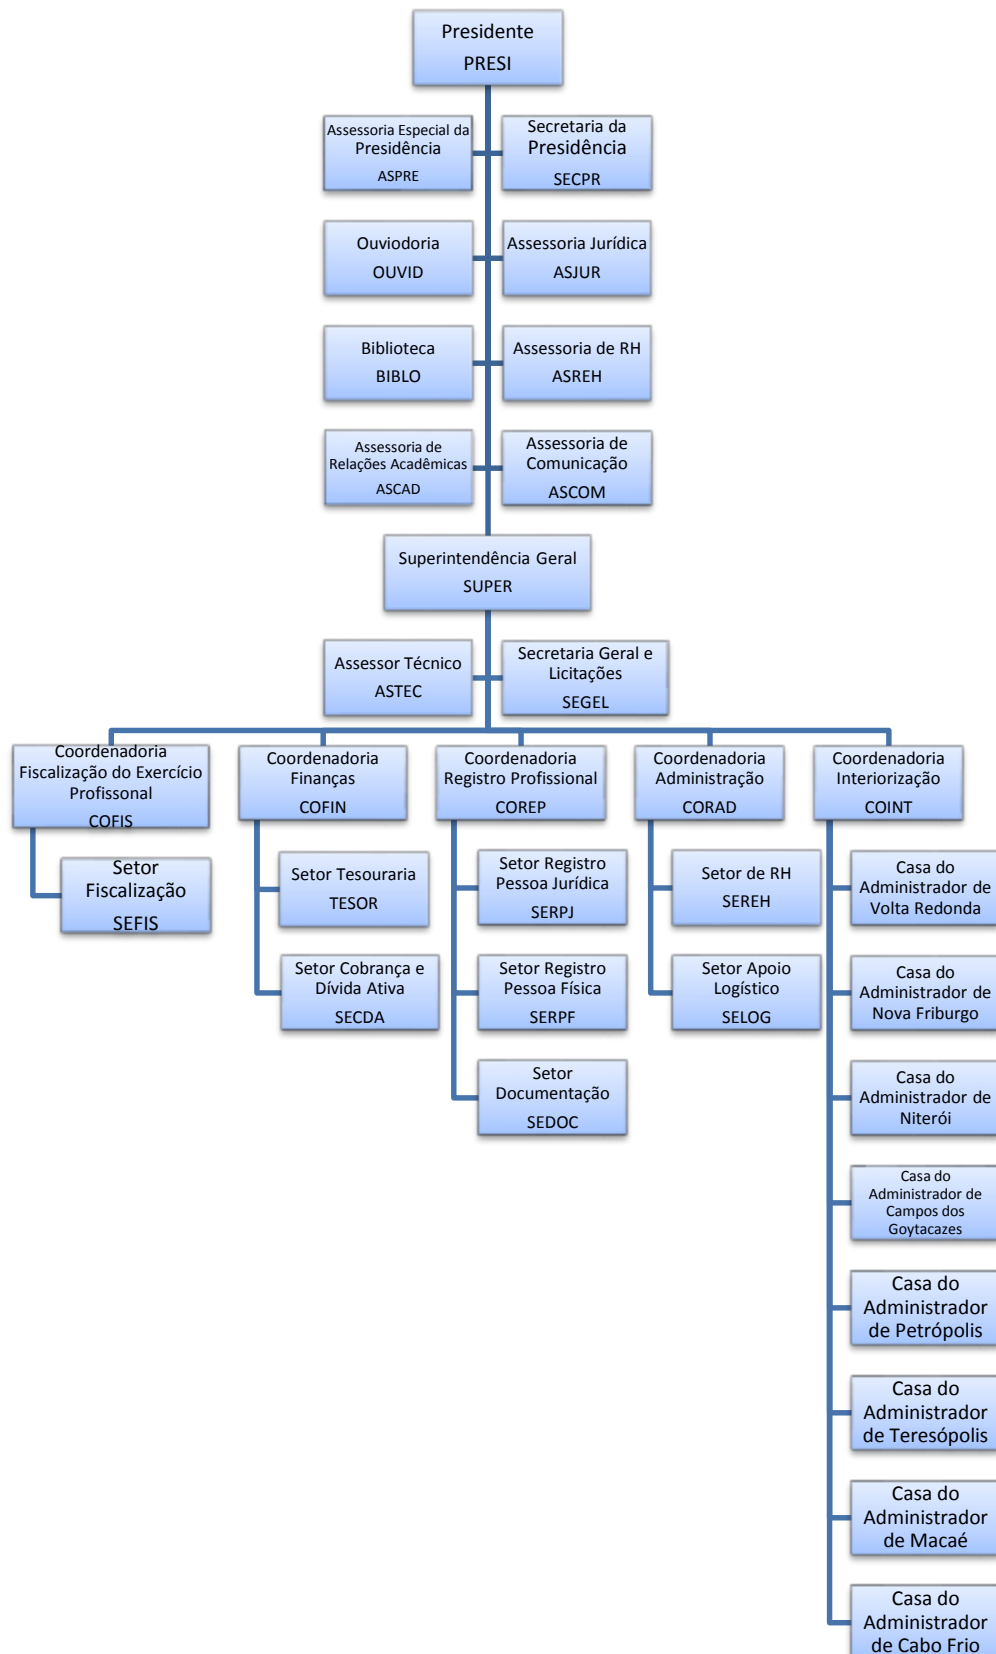 Presidente
PRESI
Assessoria Especial da
Presidência
ASPRE
Secretaria da
Presidência
SECPR
Ouviodoria
OUVID
Assessoria Jurídica
ASJUR
Biblioteca
BIBLO
Assessoria de RH
ASREH
Assessoria de
Relações Acadêmicas
ASCAD
Assessoria de
Comunicação
ASCOM
Superintendência Geral
SUPER
Assessor Técnico
ASTEC
Secretaria Geral e
Licitações
SEGEL
Coordenadoria
Fiscalização do Exercício
Profissonal
COFIS
Coordenadoria
Finanças
COFIN
Coordenadoria
Registro Profissional
COREP
Coordenadoria
Administração
CORAD
Coordenadoria
Interiorização
COINT
Setor
Fiscalização
SEFIS
Setor Tesouraria
TESOR
Setor Cobrança e
Dívida Ativa
SECDA
Setor Registro
Pessoa Jurídica
SERPJ
Setor Registro
Pessoa Física
SERPF
Setor
Documentação
SEDOC
Setor de RH
SEREH
Setor Apoio
Logístico
SELOG
Casa do
Administrador de
Volta Redonda
Casa do
Administrador de
Nova Friburgo
Casa do
Administrador de
Niterói
Casa do
Administrador de
Campos dos
Goytacazes
Casa do
Administrador
de Petrópolis
Casa do
Administrador
de Teresópolis
Casa do
Administrador
de Macaé
Casa do
Administrador
de Cabo Frio